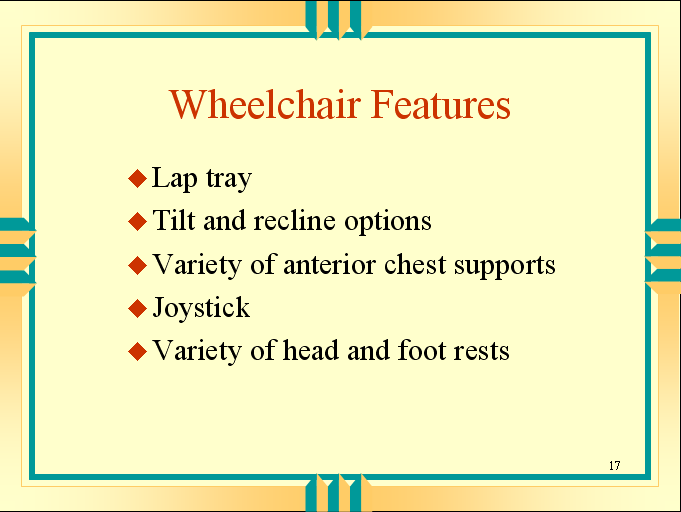 Wheelchair Features
Lap tray
Tilt and recline options
Variety of anterior chest supports
Joystick
Variety of head and foot rests
17